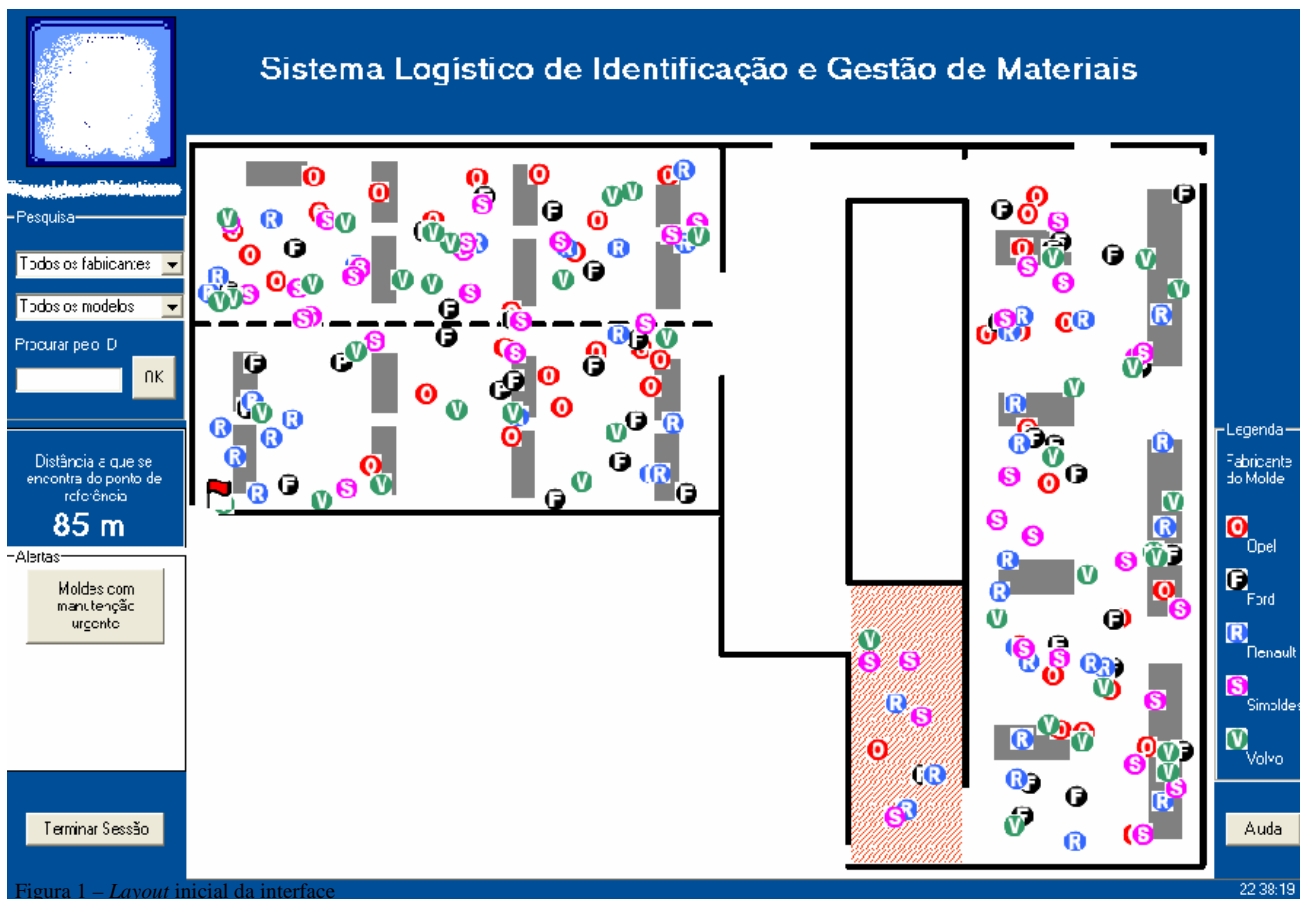 Sistema Logístico de Identificação e Gestão de Materiais
Pesquisa
Todos os fabricantes
Todos os modelos
Procurar pelo ID
OK
Distância a que se
encontra do ponto de
referência
85 m
Alertas
Moldes com
manutenção
urgente
Terminar Sessão
Legenda
Fabricante
do Molde
O Opel
F Ford
R Renault
S Simoldes
V Volvo
Ajuda
Figura 1 – Layout inicial da interface
22:38:19